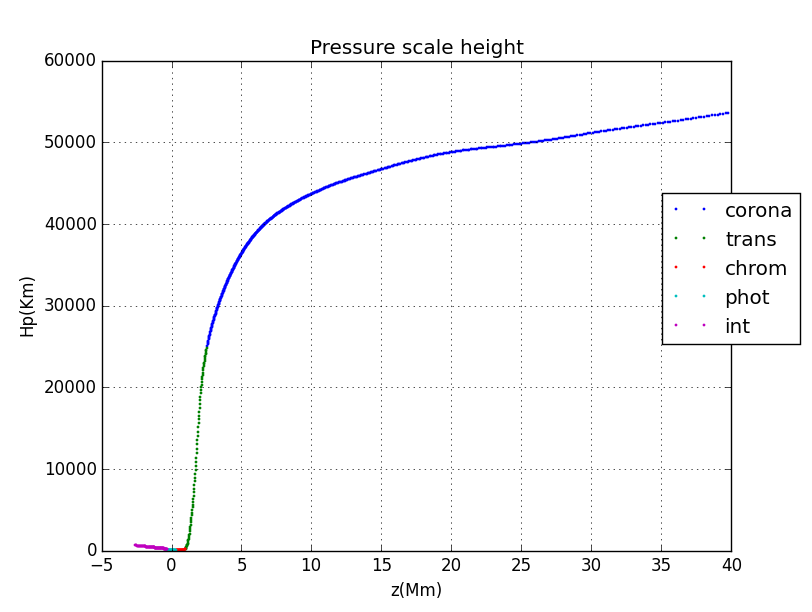 Pressure scale height
60000
50000
40000
30000
20000
10000
0
Hp(Km)
−5 0 5 10 15 20 25 30 35 40
z(Mm)
corona
trans
chrom
phot
int